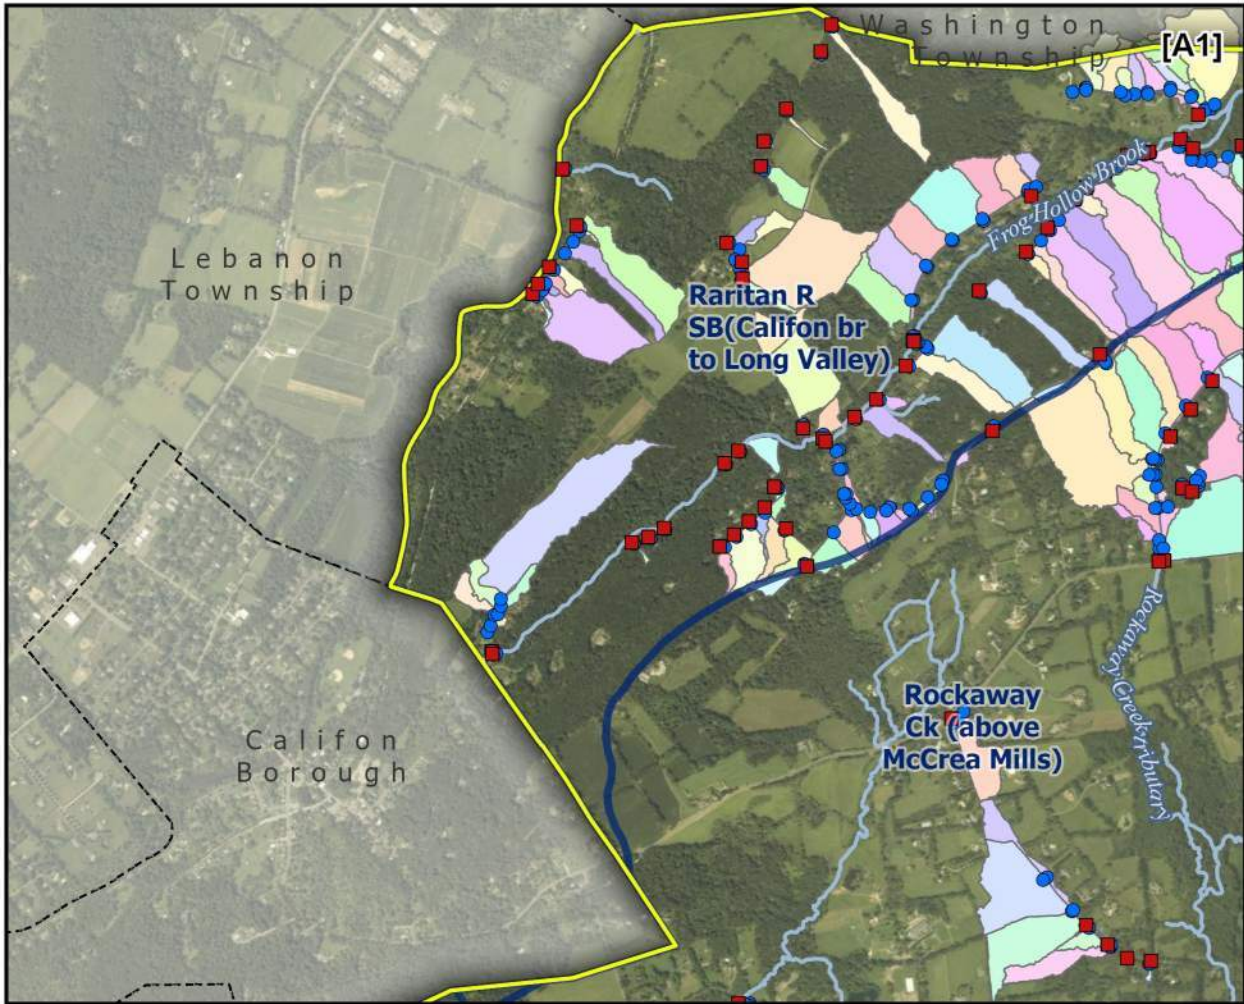 Washington
Township
[A1]
Frog Hollow Brook
Lebanon
Township
Raritan R
SB(Califon br
to Long Valley)
Rockaway
Ck (above
McCrea Mills)
Rockaway Creek Tributary
Califon
Borough